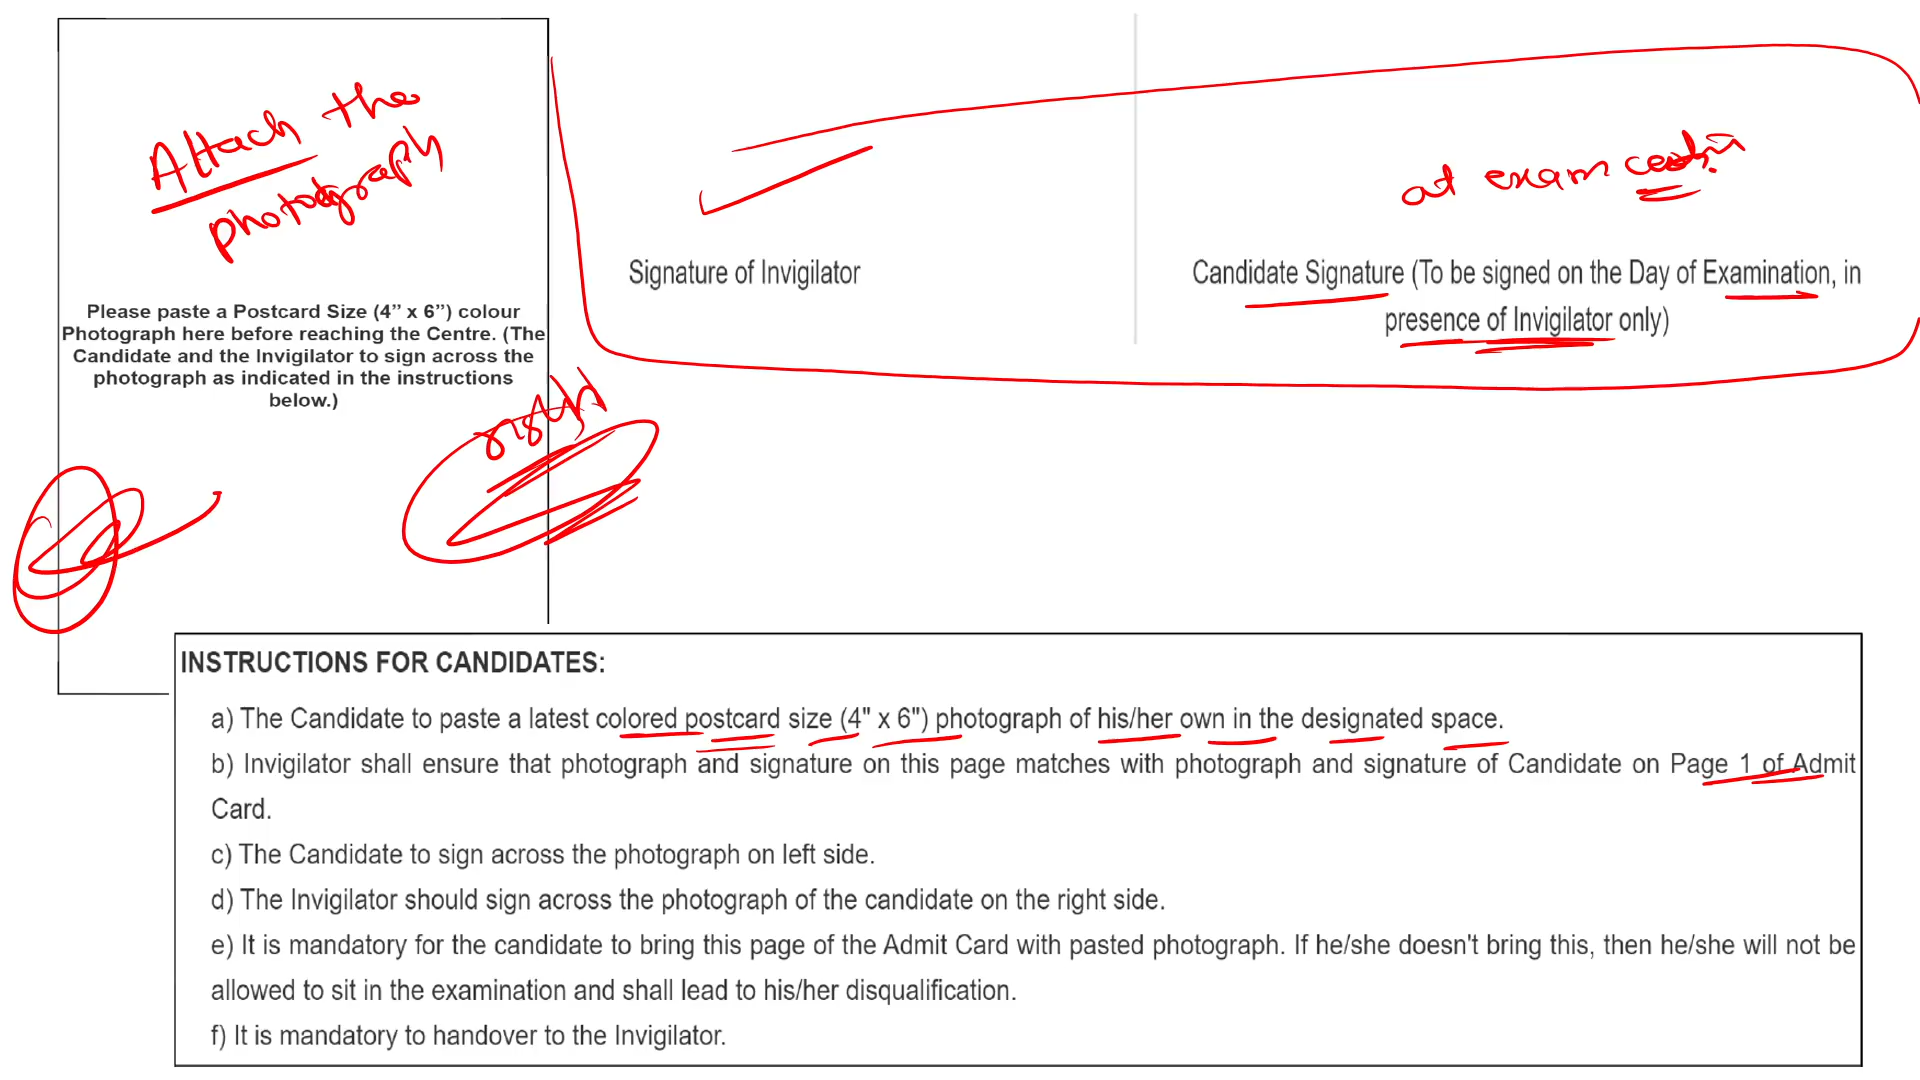 Attach the
photograph
Please paste a Postcard Size (4” x 6”) colour
Photograph here before reaching the Centre. (The
Candidate and the Invigilator to sign across the
photograph as indicated in the instructions
below.)
right
Signature of Invigilator
at exam
Candidate Signature (To be signed on the Day of Examination, in
presence of Invigilator only)
INSTRUCTIONS FOR CANDIDATES:
a) The Candidate to paste a latest colored postcard size (4" x 6") photograph of his/her own in the designated space.
b) Invigilator shall ensure that photograph and signature on this page matches with photograph and signature of Candidate on Page 1 of Admit
Card.
c) The Candidate to sign across the photograph on left side.
d) The Invigilator should sign across the photograph of the candidate on the right side.
e) It is mandatory for the candidate to bring this page of the Admit Card with pasted photograph. If he/she doesn't bring this, then he/she will not be
allowed to sit in the examination and shall lead to his/her disqualification.
f) It is mandatory to handover to the Invigilator.